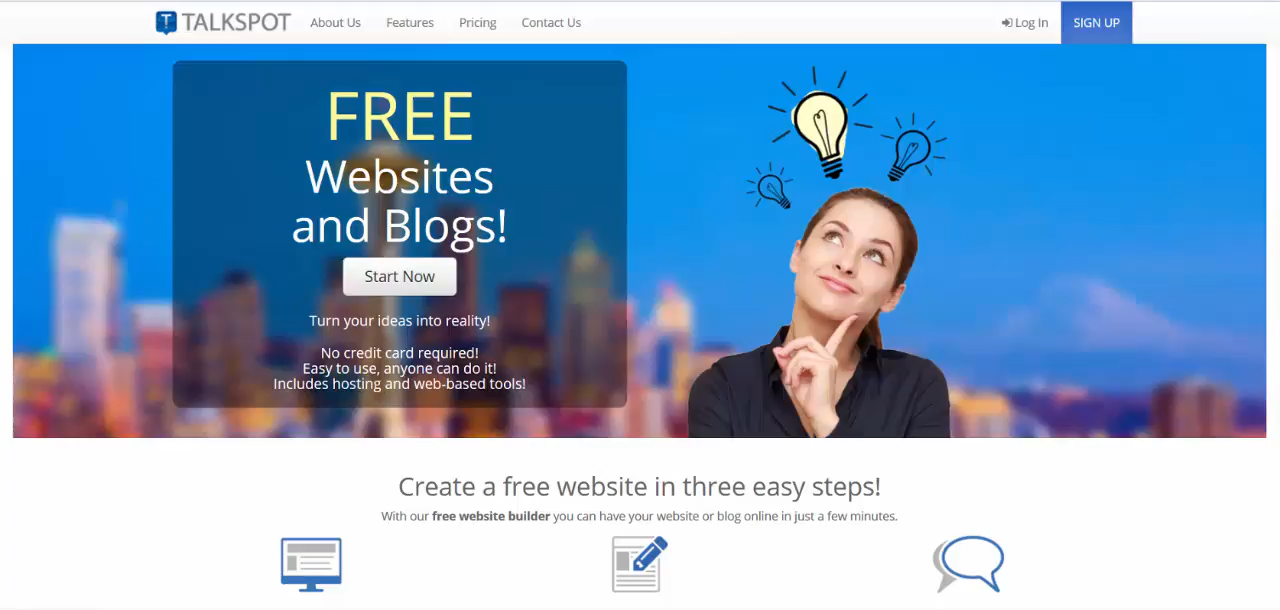 TALKSPOT About Us Features Pricing Contact Us Log In SIGN UP
FREE
Websites
and Blogs!
Start Now
Turn your ideas into reality!
No credit card required!
Easy to use, anyone can do it!
Includes hosting and web-based tools!
Create a free website in three easy steps!
With our free website builder you can have your website or blog online in just a few minutes.